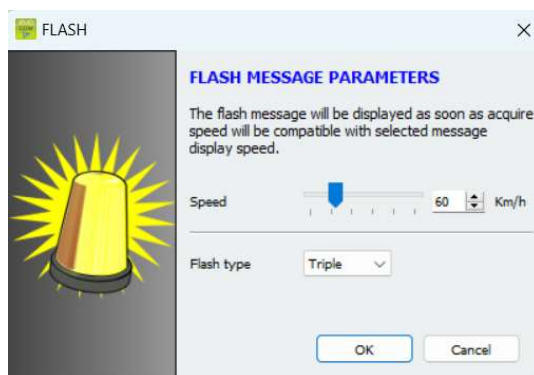 FLASH
FLASH MESSAGE PARAMETERS
The flash message will be displayed as soon as acquire
speed will be compatible with selected message
display speed.
Speed 60 Km/h
Flash type Triple
OK Cancel